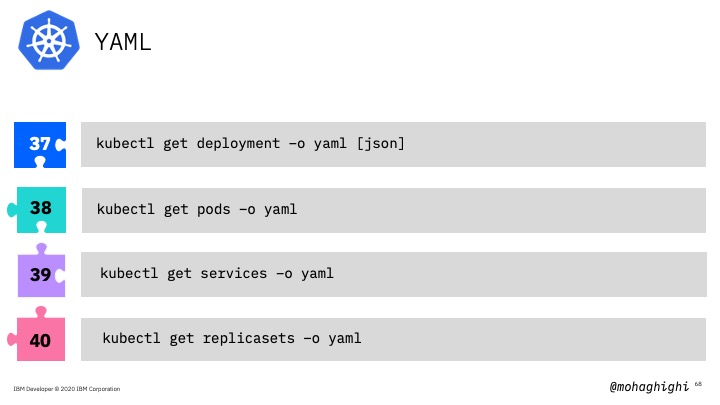 YAML
37
kubectl get deployment –o yaml [json]
38
kubectl get pods –o yaml
39
kubectl get services –o yaml
40
kubectl get replicasets –o yaml
IBM Developer © 2020 IBM Corporation
@mohaghighi
68